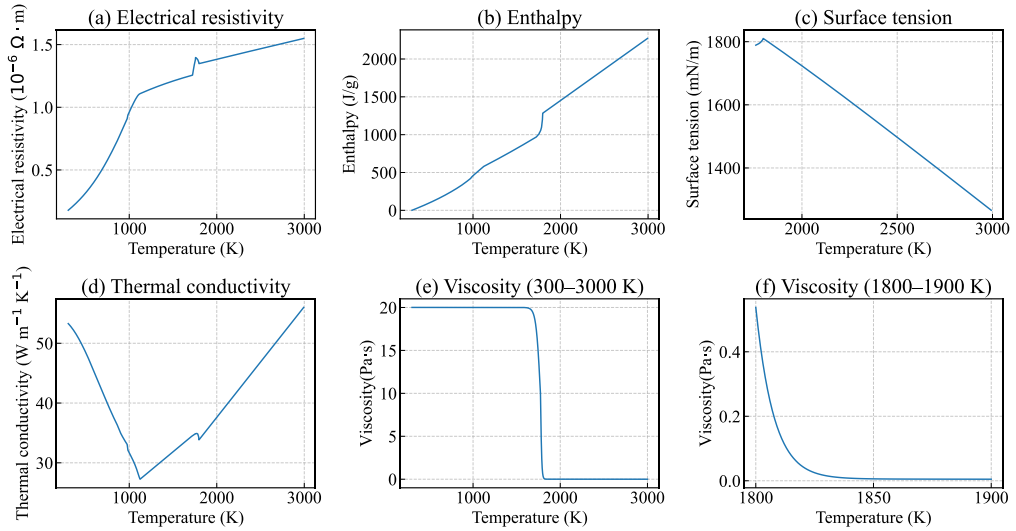 (a) Electrical resistivity
Electrical resistivity (10⁻⁶ Ω · m)
1.5
1.0
0.5
1000 2000 3000
Temperature (K)
(b) Enthalpy
Enthalpy (J/g)
2000
1500
1000
500
0
1000 2000 3000
Temperature (K)
(c) Surface tension
Surface tension (mN/m)
1800
1600
1400
2000 2500 3000
Temperature (K)
(d) Thermal conductivity
Thermal conductivity (W m⁻¹ K⁻¹)
50
40
30
1000 2000 3000
Temperature (K)
(e) Viscosity (300–3000 K)
Viscosity(Pa·s)
20
15
10
5
0
1000 2000 3000
Temperature (K)
(f) Viscosity (1800–1900 K)
Viscosity(Pa·s)
0.4
0.2
0.0
1800 1850 1900
Temperature (K)